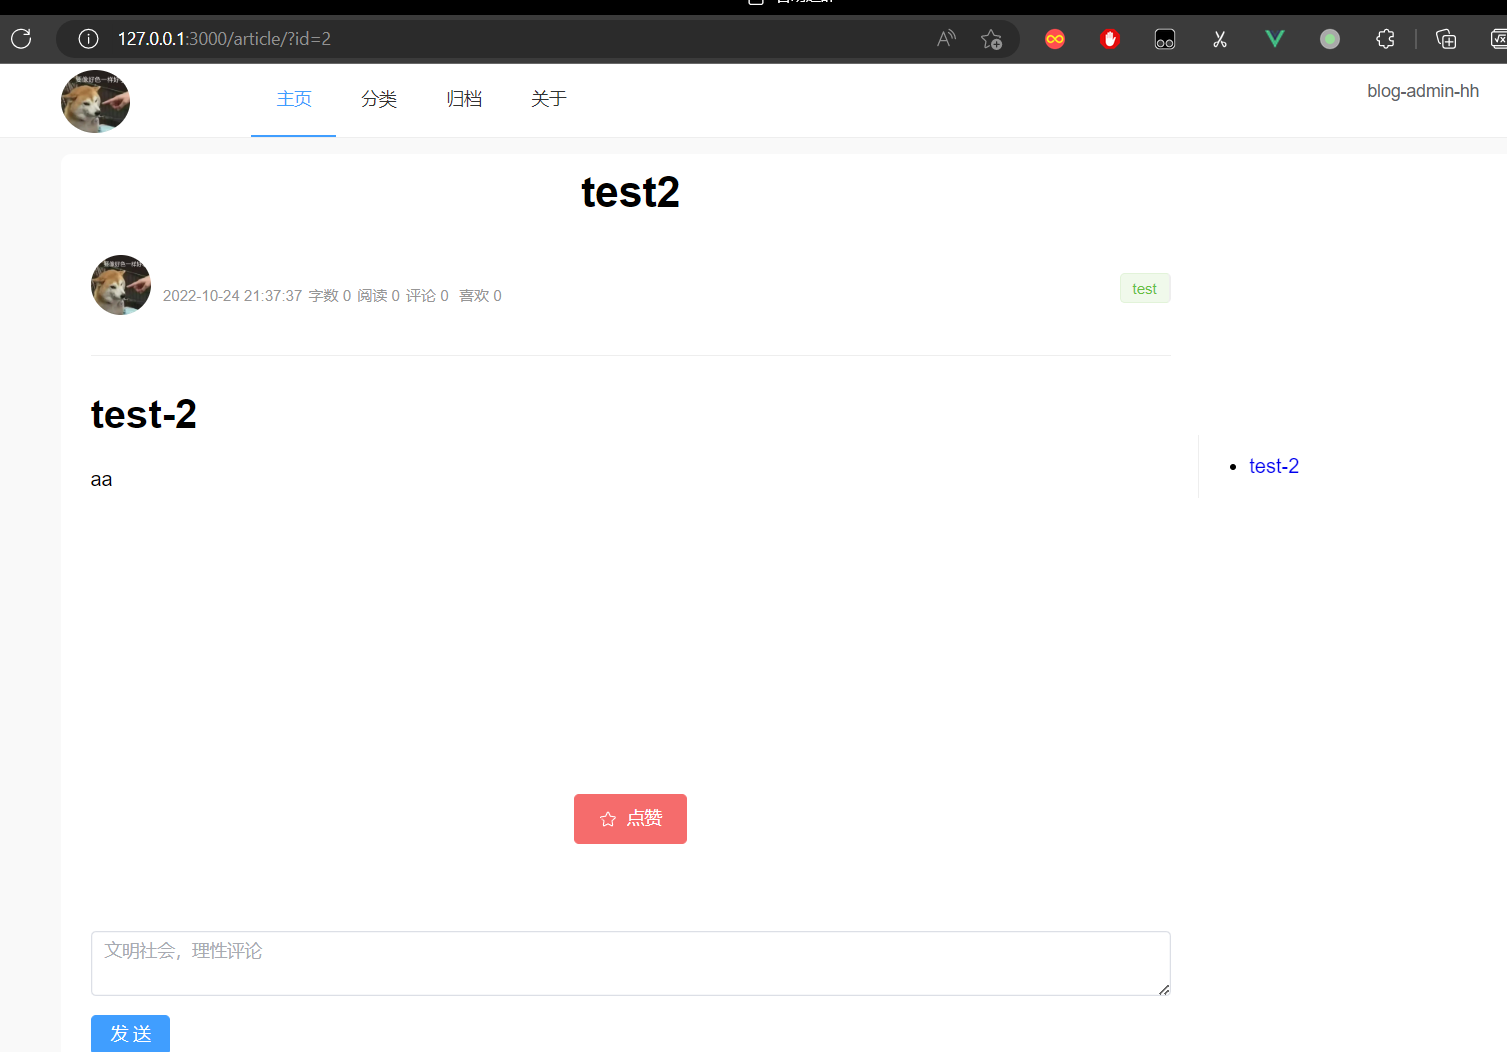 127.0.0.1:3000/article/?id=2
主页 分类 归档 关于 blog-admin-hh
test2
2022-10-24 21:37:37 字数 0 阅读 0 评论 0 喜欢 0 test
test-2
aa
test-2
点赞
文明社会，理性评论
发 送